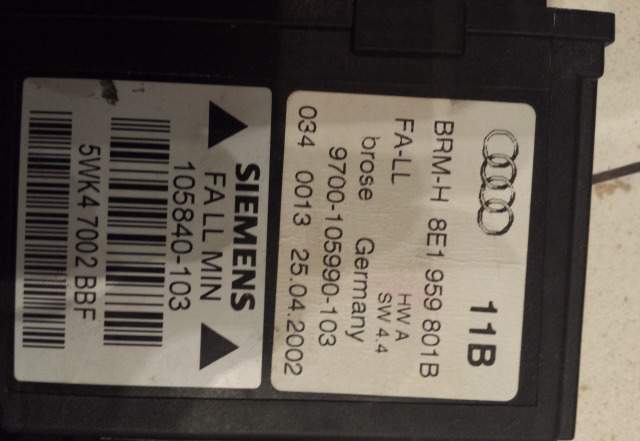 11B
BRM-H 8E1 959 801B
FA-LL HW A
SW 4.4
brose Germany
9700-105990-103
034 0013 25.04.2002
SIEMENS
FA LL MIN
105840-103
5WK4 7002 BBF